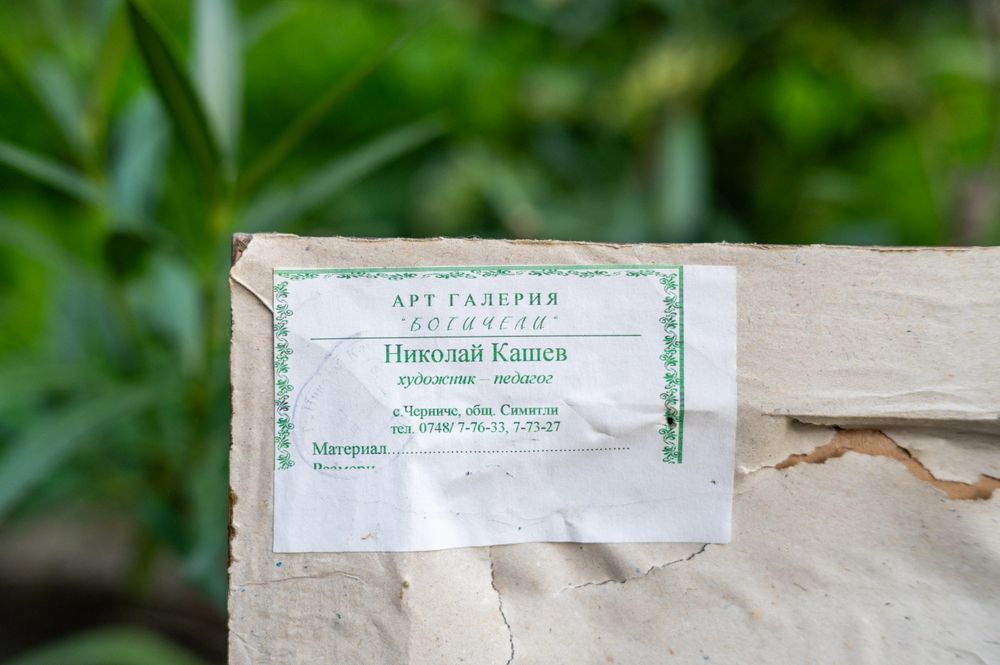 АРТ ГАЛЕРИЯ
"БОТИЧЕЛИ"
Николай Кашев
художник – педагог
с.Черниче, общ. Симитли
тел. 0748/ 7-76-33, 7-73-27
Материал..............................................
Размери